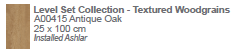 Level Set Collection - Textured Woodgrains
A00415 Antique Oak
25 x 100 cm
Installed Ashlar